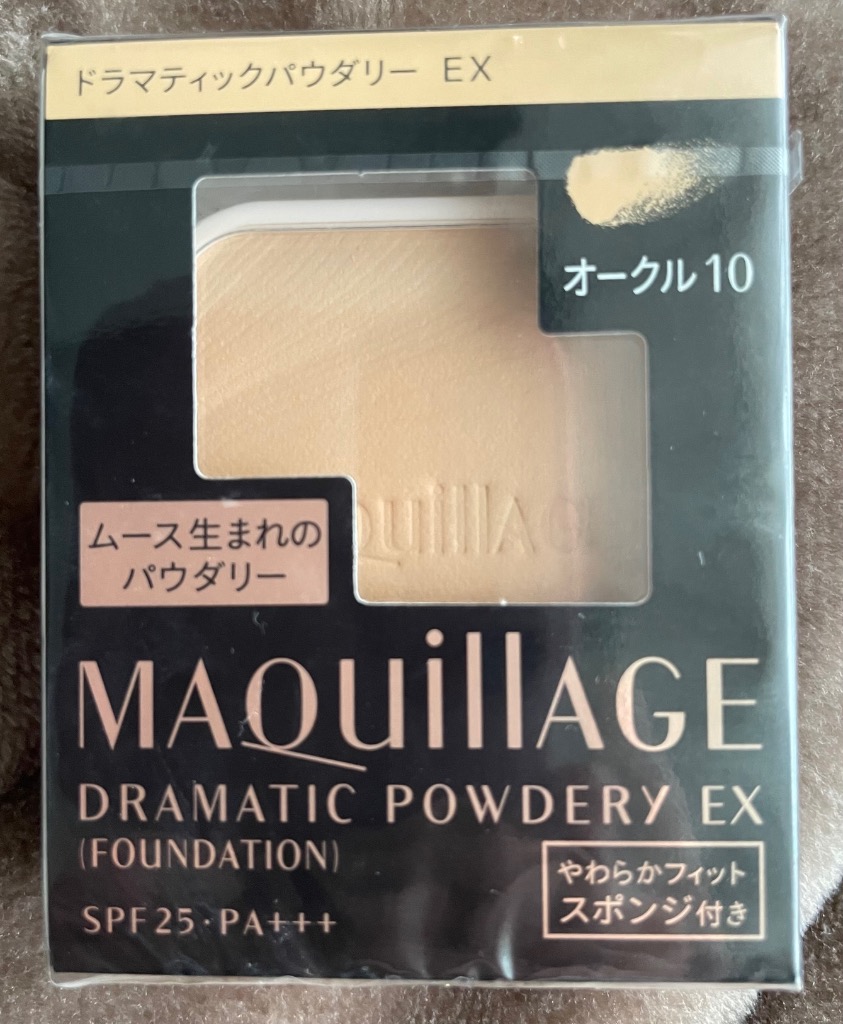 ドラマティックパウダリー EX
オークル10
QuillAG
ムース生まれの
パウダリー
MAQuillAGE
DRAMATIC POWDERY EX
(FOUNDATION)
やわらかフィット
スポンジ付き
SPF25・PA+++